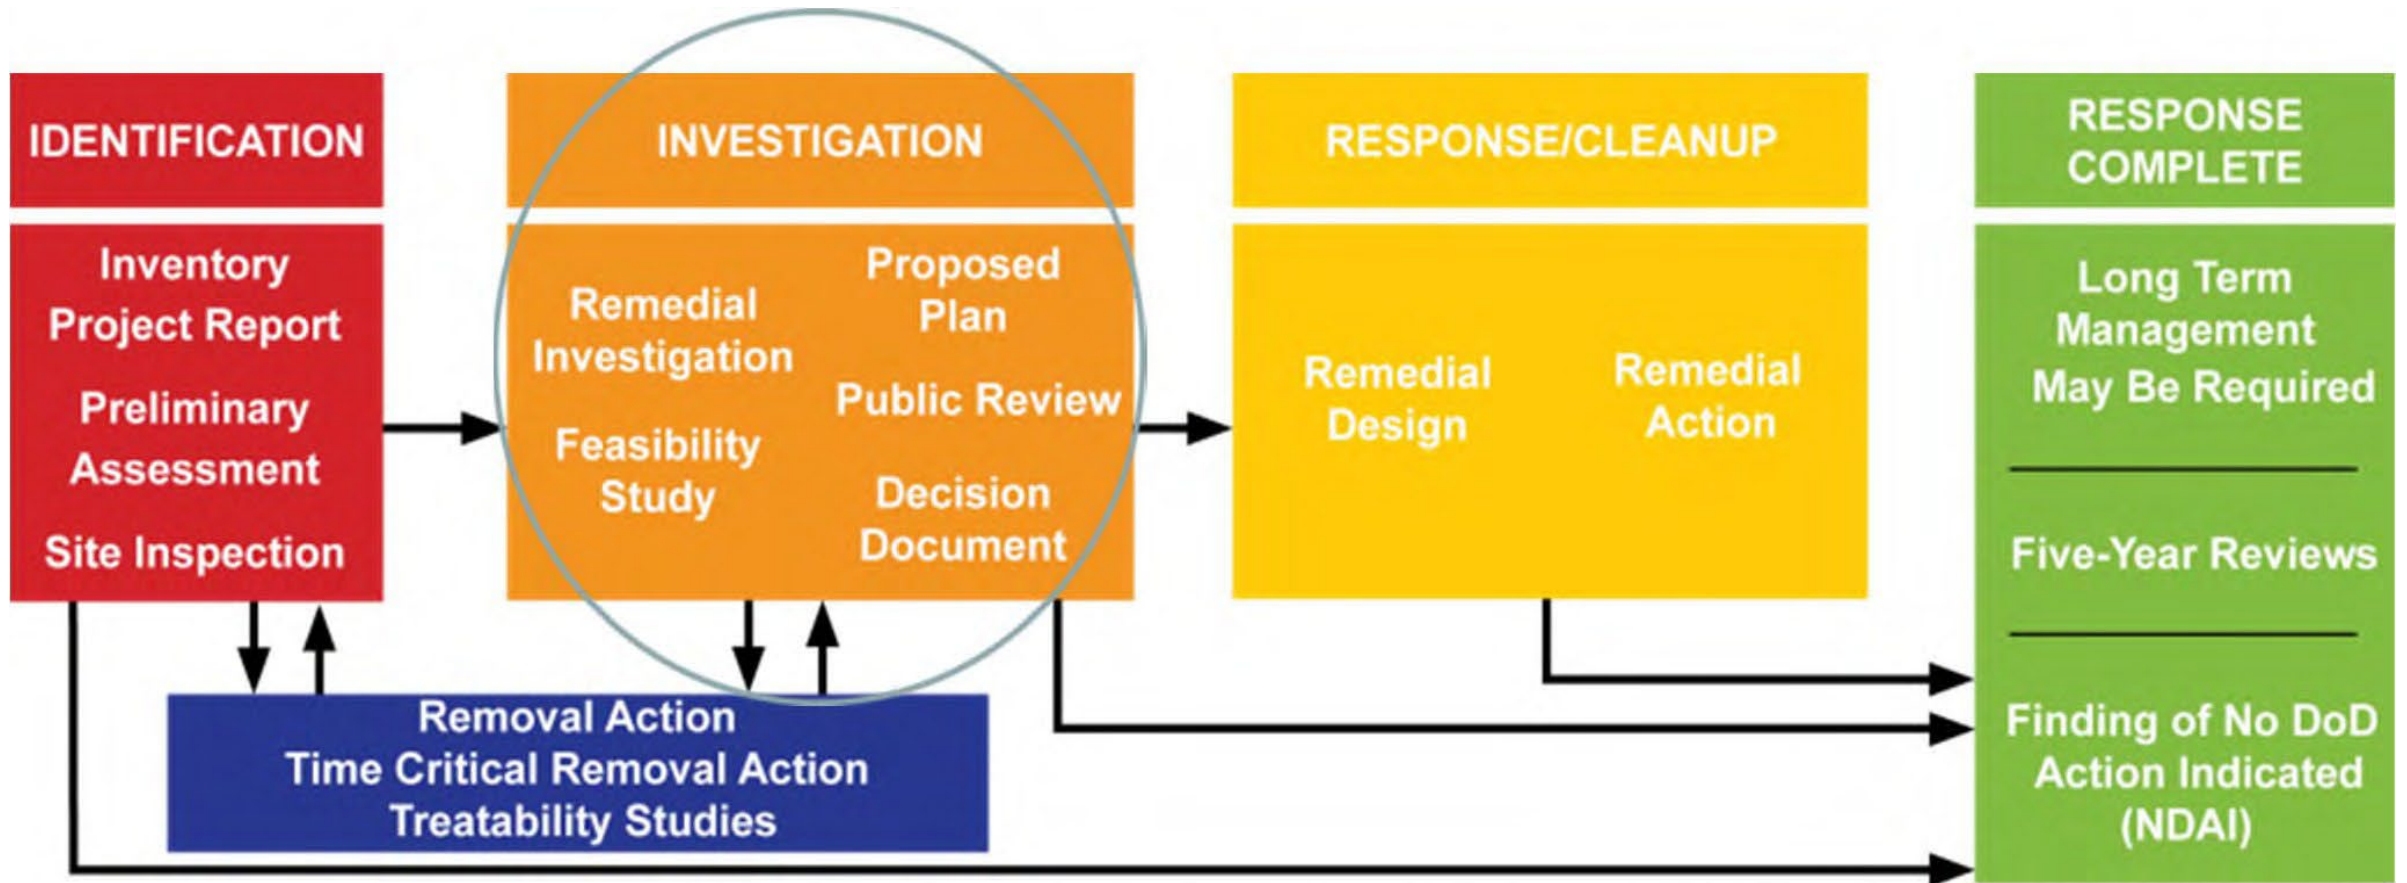 IDENTIFICATION
Inventory
Project Report
Preliminary
Assessment
Site Inspection
INVESTIGATION
Remedial
Investigation
Feasibility
Study
Proposed
Plan
Public Review
Decision
Document
Removal Action
Time Critical Removal Action
Treatability Studies
RESPONSE/CLEANUP
Remedial
Design
Remedial
Action
RESPONSE
COMPLETE
Long Term
Management
May Be Required
Five-Year Reviews
Finding of No DoD
Action Indicated
(NDAI)